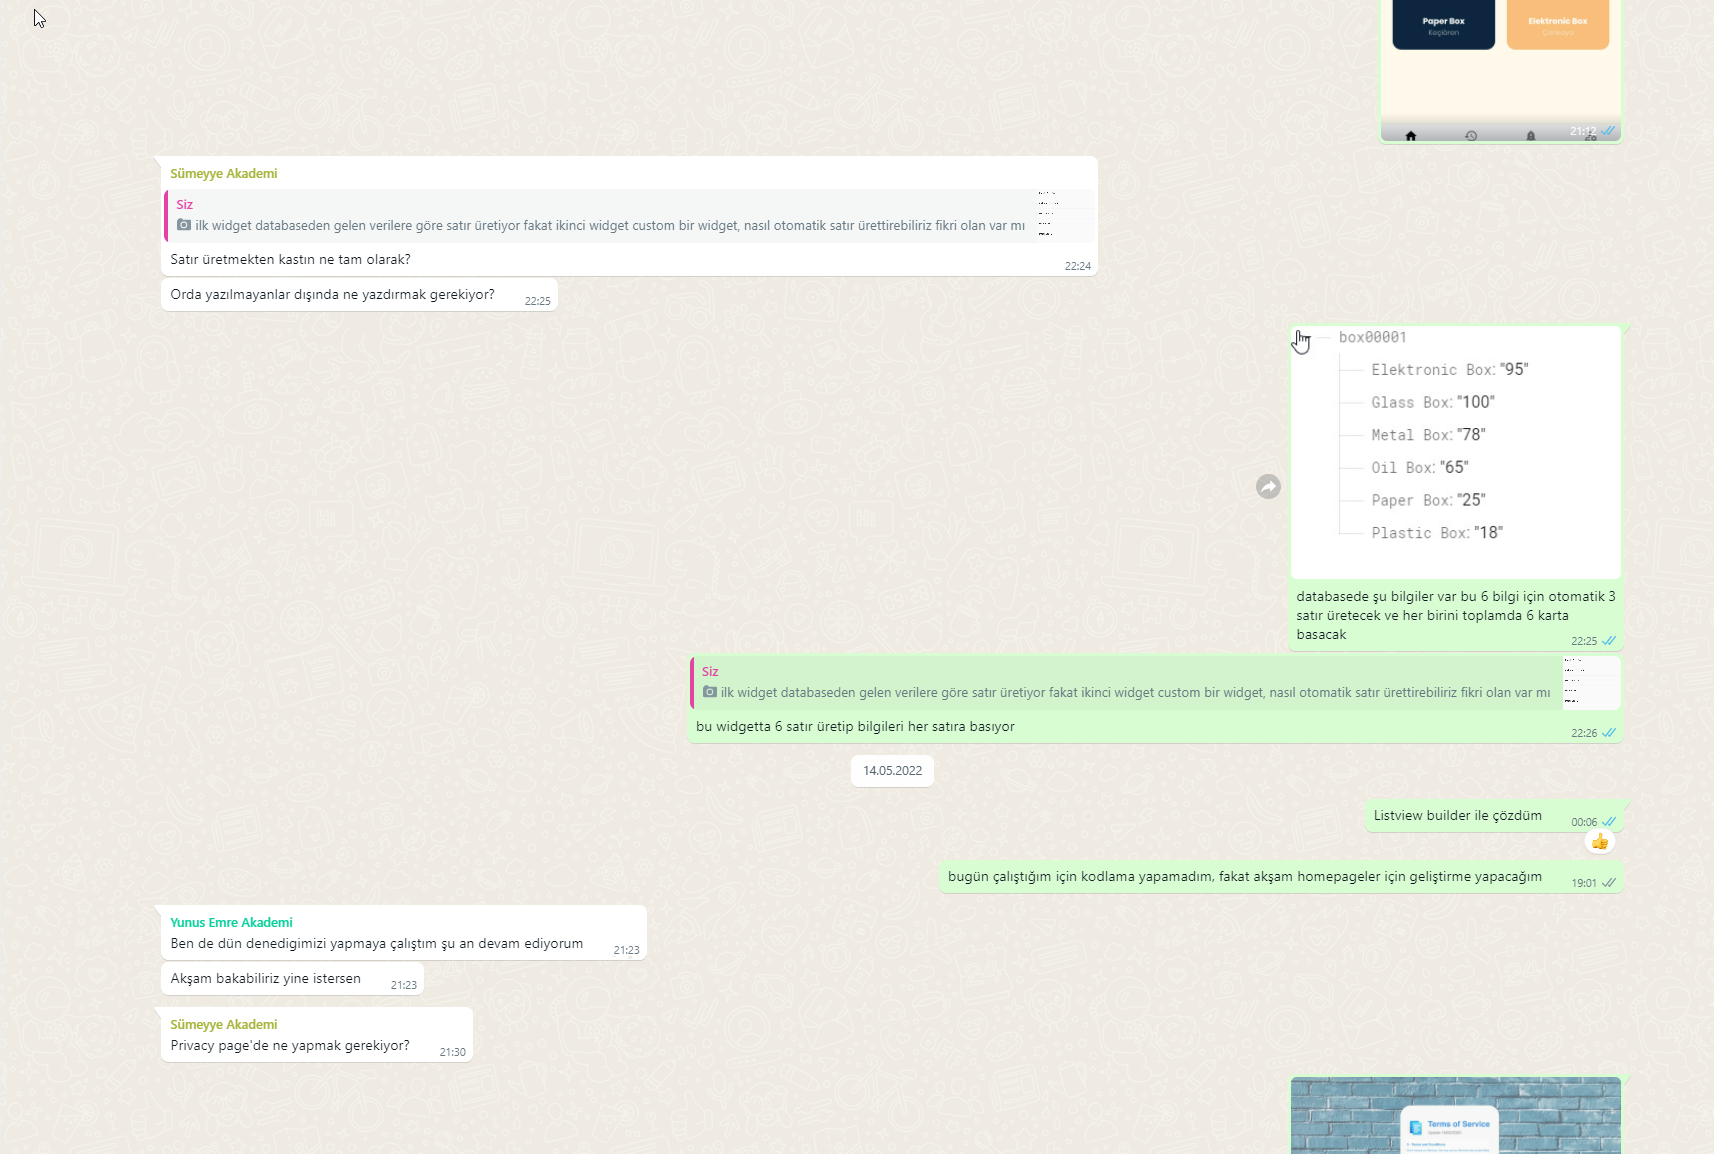 Paper Box
Keçiören
Elektronic Box
Çankaya
21:12
Sümeyye Akademi
Siz
ilk widget databaseden gelen verilere göre satır üretiyor fakat ikinci widget custom bir widget, nasıl otomatik satır ürettirebiliriz fikri olan var mı
Satır üretmekten kastın ne tam olarak?
22:24
Orda yazılmayanlar dışında ne yazdırmak gerekiyor?
22:25
box00001
Elektronic Box: "95"
Glass Box: "100"
Metal Box: "78"
Oil Box: "65"
Paper Box: "25"
Plastic Box: "18"
databasede şu bilgiler var bu 6 bilgi için otomatik 3
satır üretecek ve her birini toplamda 6 karta
basacak
22:25
Siz
ilk widget databaseden gelen verilere göre satır üretiyor fakat ikinci widget custom bir widget, nasıl otomatik satır ürettirebiliriz fikri olan var mı
bu widgetta 6 satır üretip bilgileri her satıra basıyor
22:26
14.05.2022
Listview builder ile çözdüm
00:06
bugün çalıştığım için kodlama yapamadım, fakat akşam homepageler için geliştirme yapacağım
19:01
Yunus Emre Akademi
Ben de dün denedigimizi yapmaya çalıştım şu an devam ediyorum
21:23
Akşam bakabiliriz yine istersen
21:23
Sümeyye Akademi
Privacy page'de ne yapmak gerekiyor?
21:30
Terms of Service